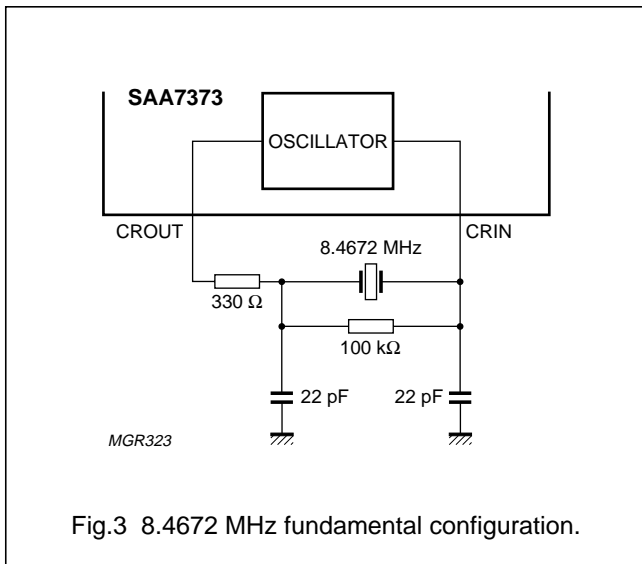 SAA7373
OSCILLATOR
CROUT
CRIN
8.4672 MHz
330 Ω
100 kΩ
22 pF
22 pF
MGR323
Fig.3 8.4672 MHz fundamental configuration.